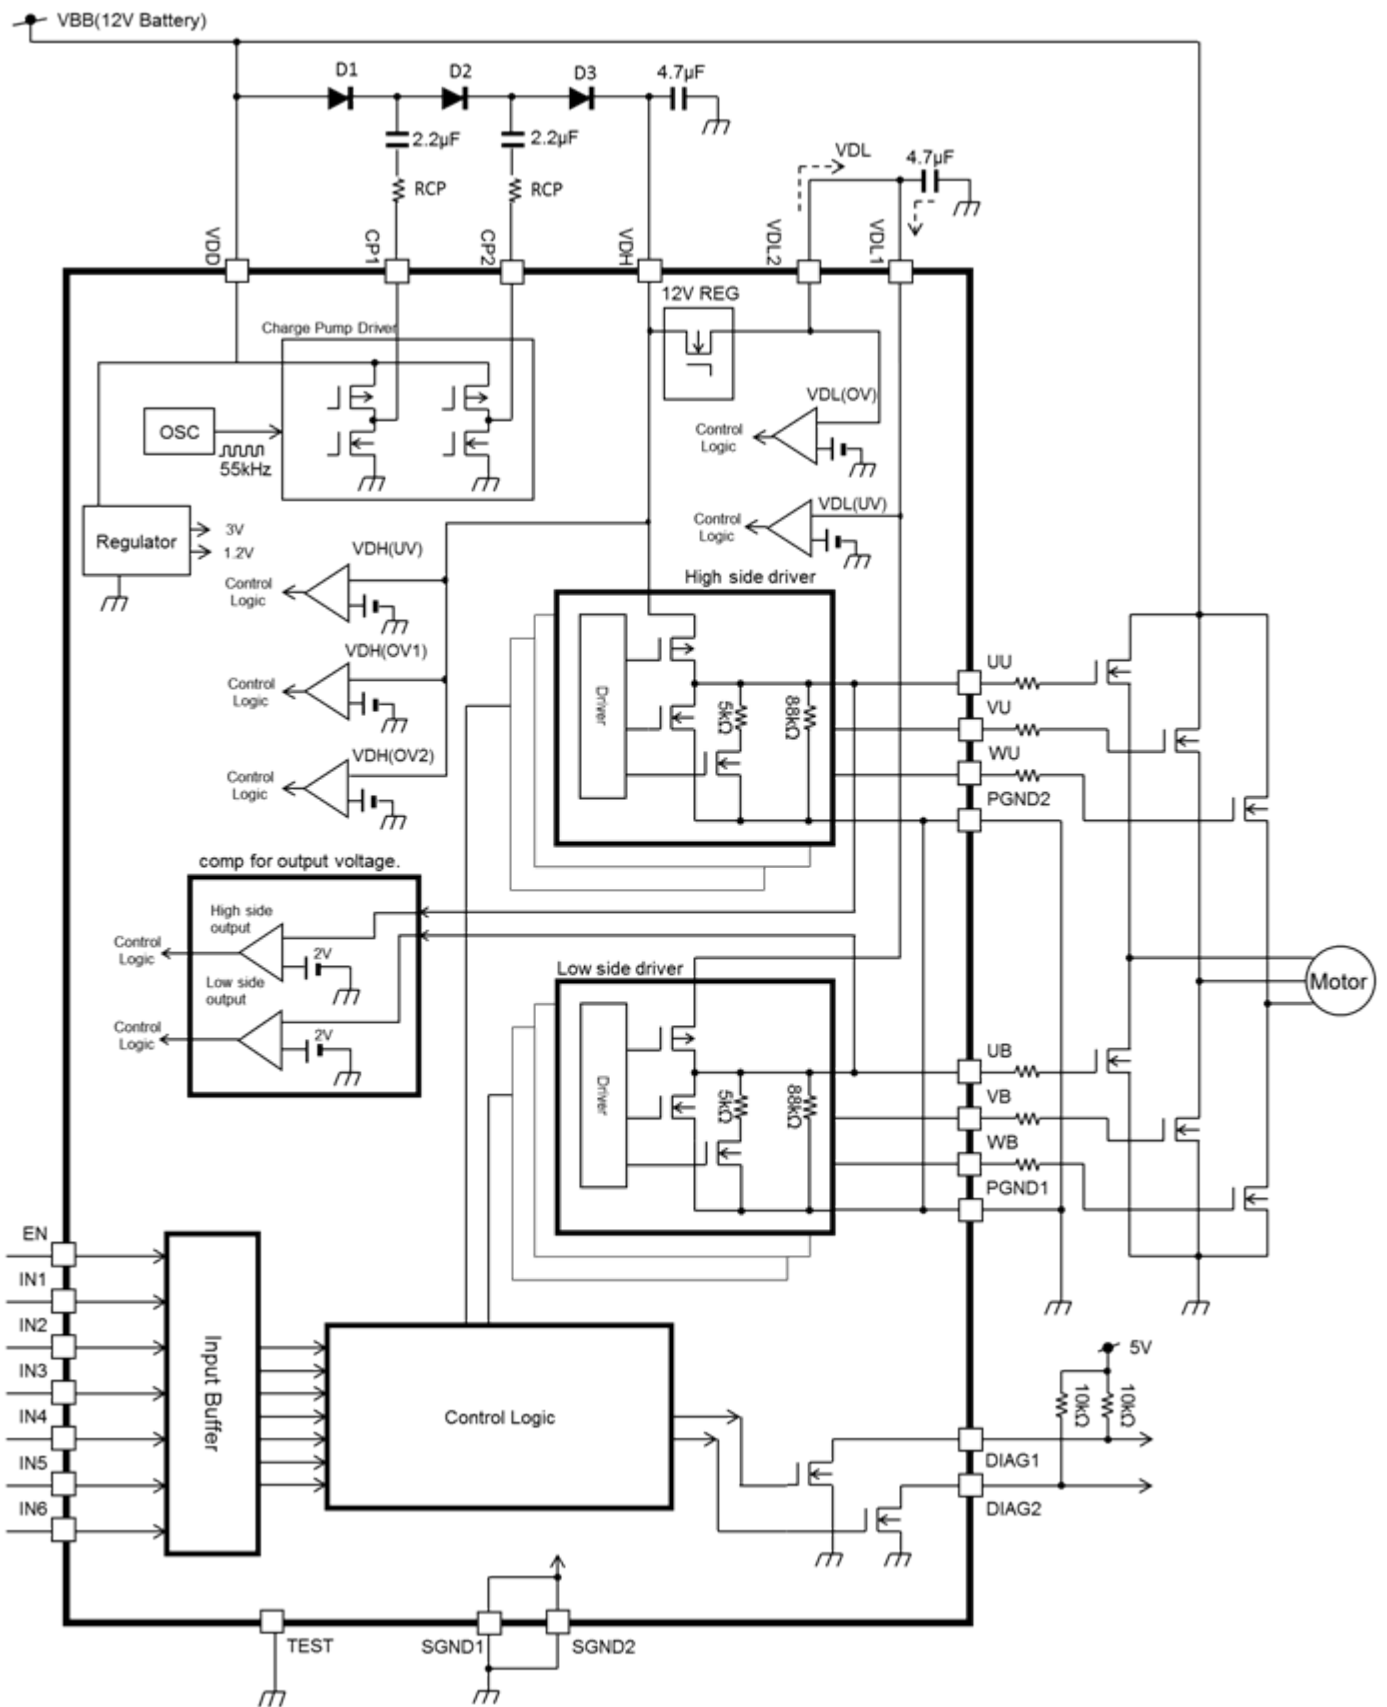 VBB(12V Battery)
D1
D2
D3
4.7µF
2.2µF
2.2µF
RCP
RCP
VDL
4.7µF
VDD
CP1
CP2
VDH
VDL2
VDL1
12V REG
Charge Pump Driver
OSC
55kHz
VDL(OV)
Control
Logic
VDL(UV)
Control
Logic
Regulator
3V
1.2V
VDH(UV)
Control
Logic
VDH(OV1)
Control
Logic
VDH(OV2)
Control
Logic
High side driver
Driver
5kΩ
88kΩ
UU
VU
WU
PGND2
comp for output voltage.
High side
output
Control
Logic
2V
Low side
output
Control
Logic
2V
Low side driver
Driver
5kΩ
88kΩ
Motor
UB
VB
WB
PGND1
EN
IN1
IN2
IN3
IN4
IN5
IN6
Input Buffer
Control Logic
5V
10kΩ
10kΩ
DIAG1
DIAG2
TEST
SGND1
SGND2